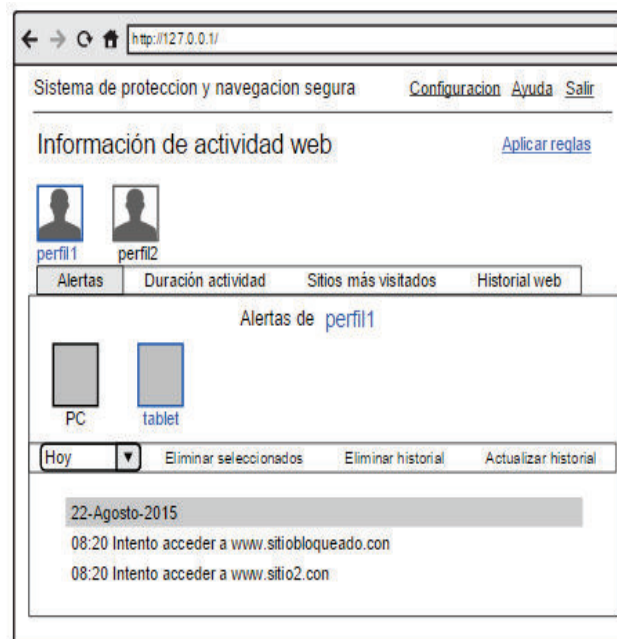 http://127.0.0.1/
Sistema de proteccion y navegacion segura Configuracion Ayuda Salir
Información de actividad web Aplicar reglas
perfil1 perfil2
Alertas Duración actividad Sitios más visitados Historial web
Alertas de perfil1
PC tablet
Hoy Eliminar seleccionados Eliminar historial Actualizar historial
22-Agosto-2015
08:20 Intento acceder a www.sitiobloqueado.con
08:20 Intento acceder a www.sitio2.con